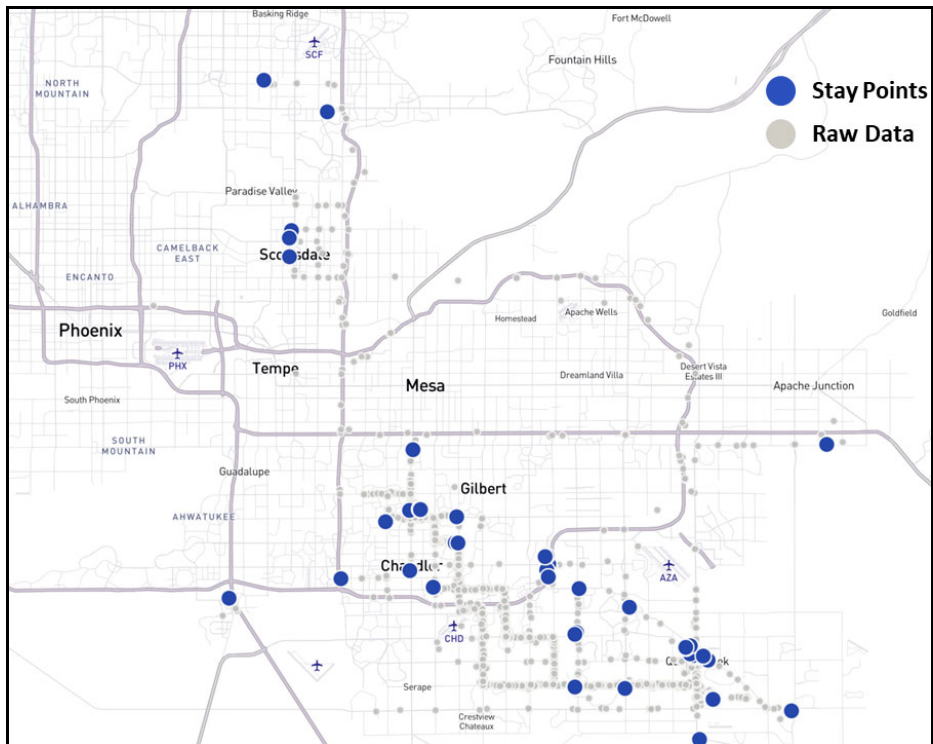 Basking Ridge
Fort McDowell
SCF
Fountain Hills
NORTH
MOUNTAIN
Stay Points
Raw Data
Paradise Valley
ALHAMBRA
CAMELBACK
EAST
Scottsdale
ENCANTO
Homestead
Apache Wells
Goldfield
Phoenix
PHX
Tempe
Mesa
Dreamland Villa
Desert Vista
Estates III
Apache Junction
South Phoenix
SOUTH
MOUNTAIN
Guadalupe
Gilbert
AHWATUKEE
Chandler
AZA
CHD
Serape
Crestview
Chateaux